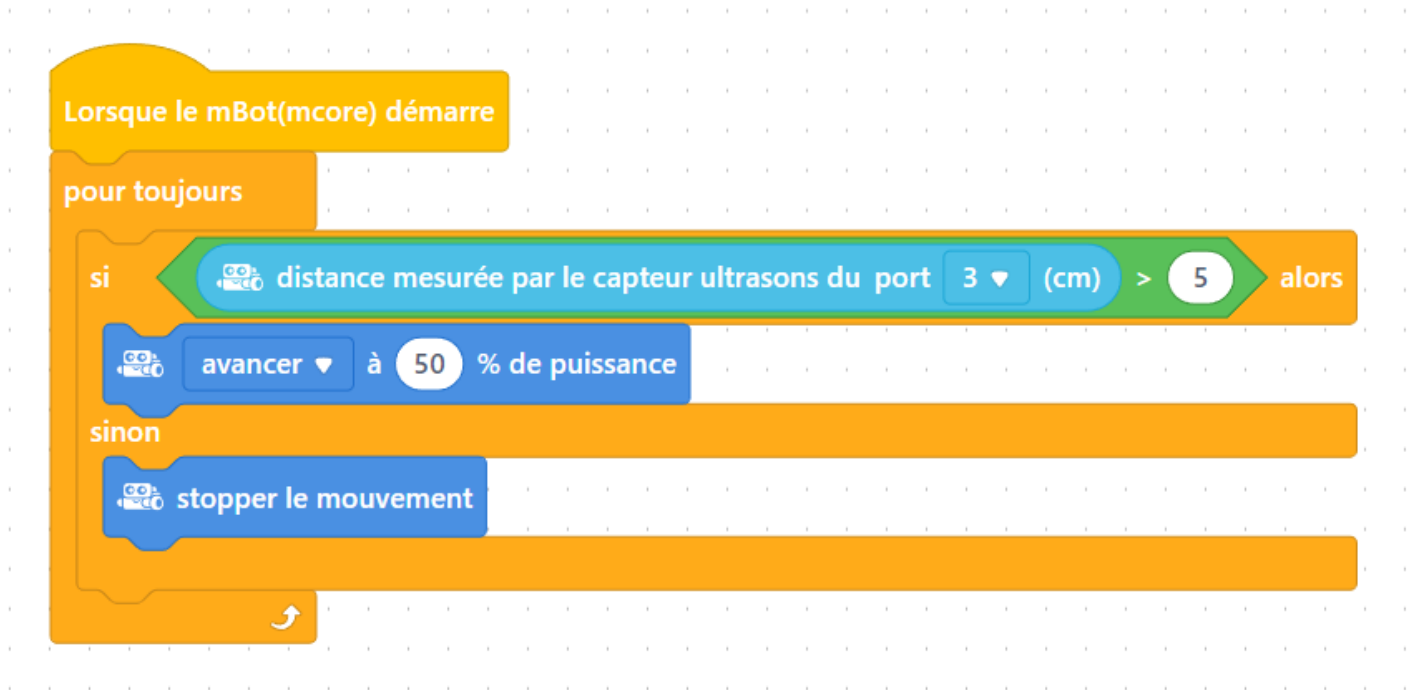 Lorsque le mBot(mcore) démarre
pour toujours
si distance mesurée par le capteur ultrasons du port 3 (cm) > 5 alors
avancer à 50 % de puissance
sinon
stopper le mouvement